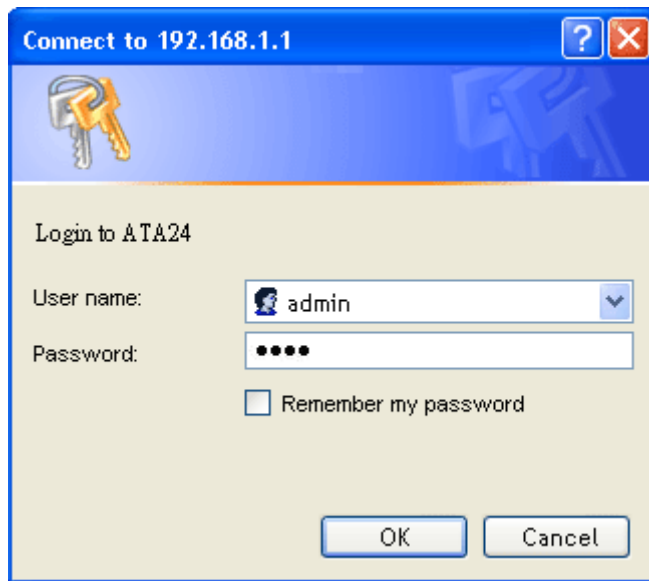 Connect to 192.168.1.1
Login to ATA24
User name:
admin
Password:
••••
Remember my password
OK
Cancel